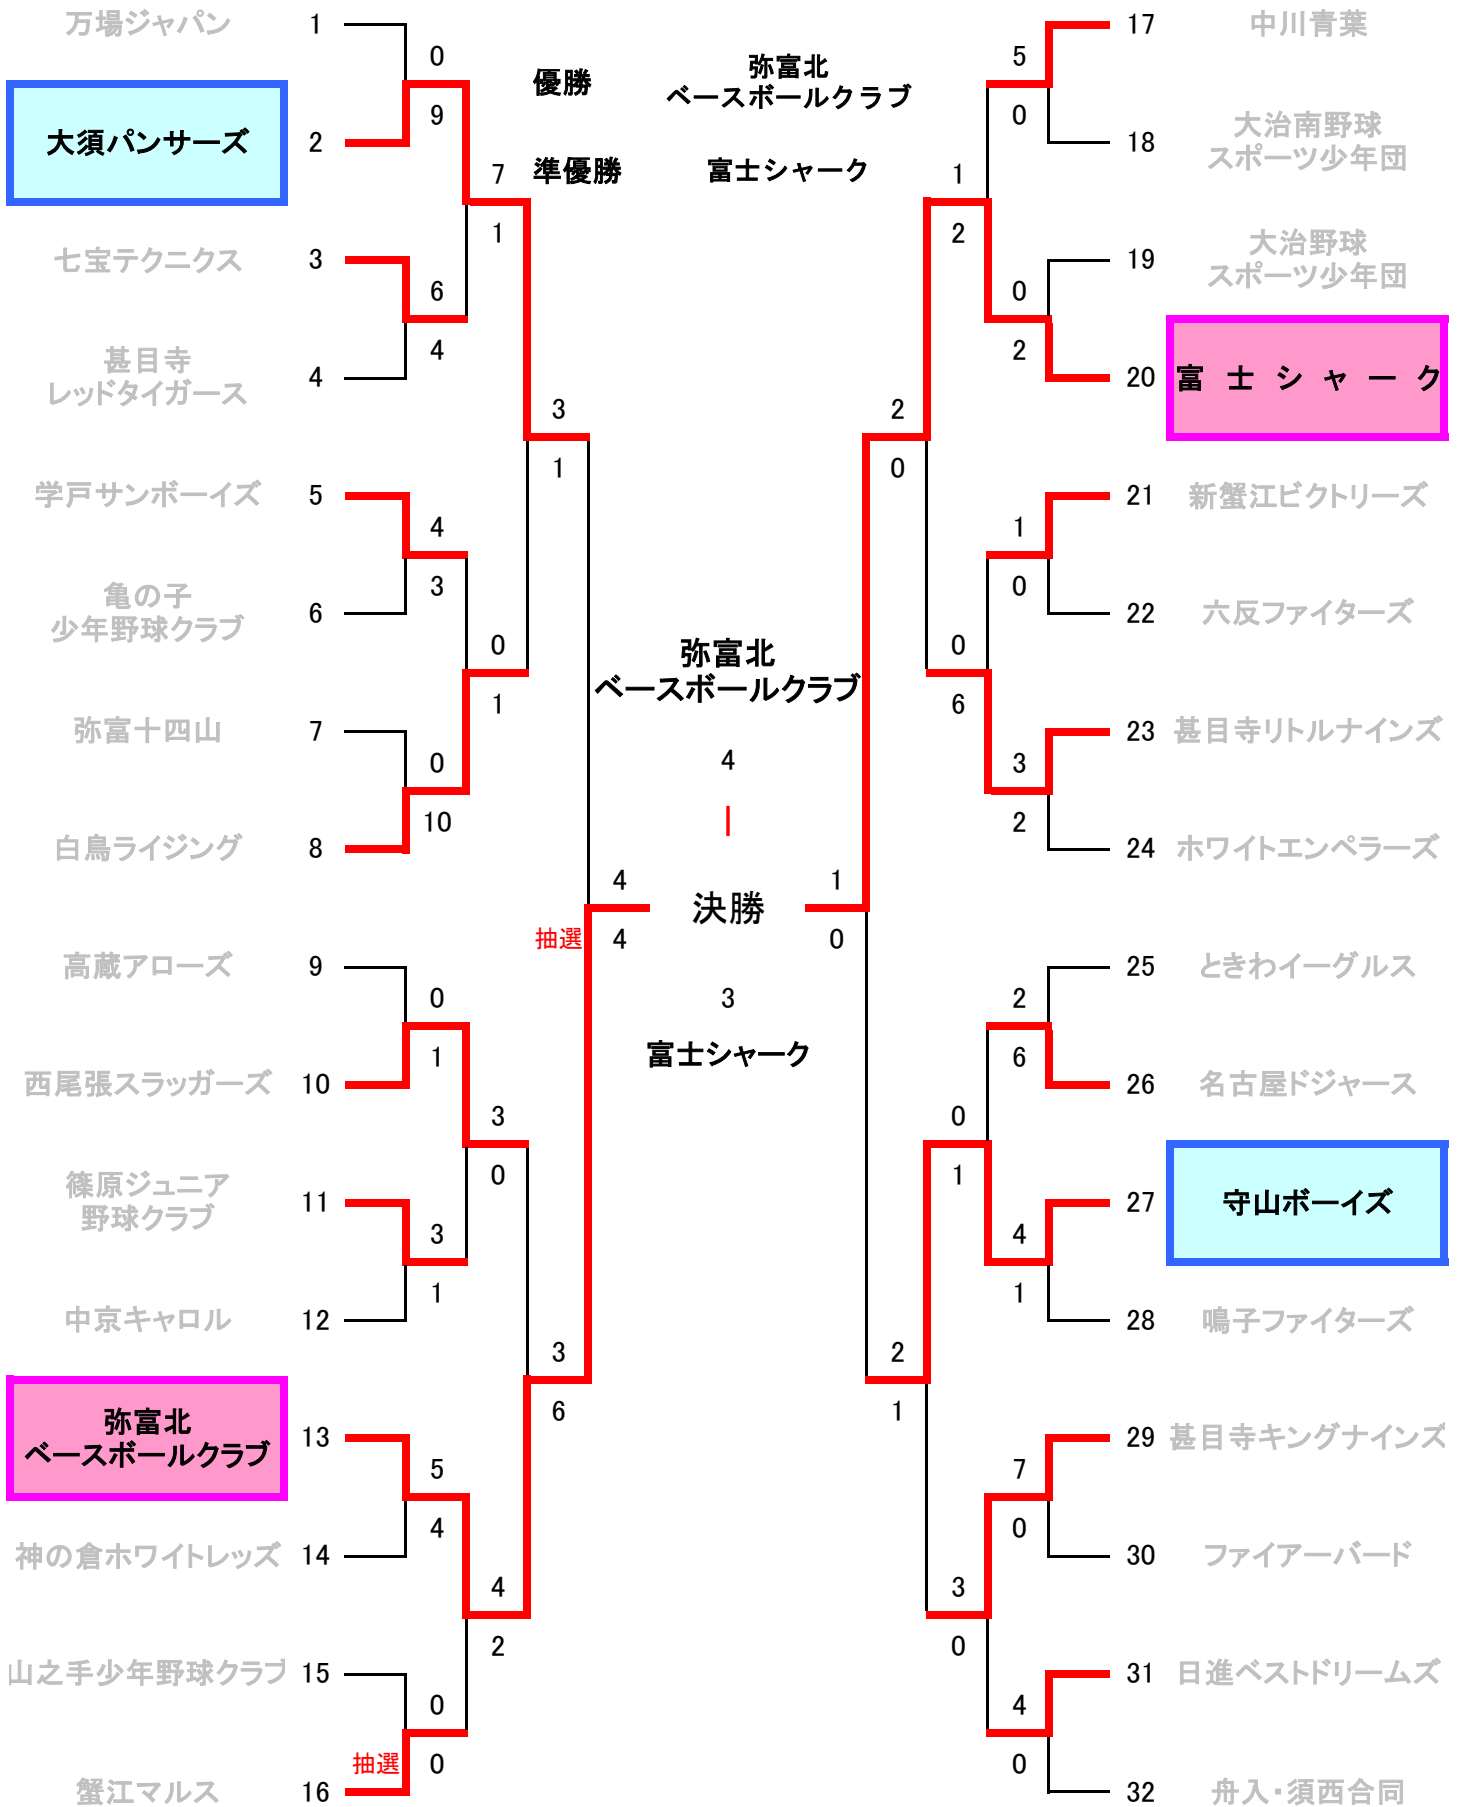 万場ジャパン
1
0
9
大須パンサーズ
2
7
1
七宝テクニクス
3
6
4
甚目寺
レッドタイガース
4
3
1
学戸サンボーイズ
5
4
3
亀の子
少年野球クラブ
6
0
1
弥富十四山
7
0
10
白鳥ライジング
8
4
抽選
4
高蔵アローズ
9
0
1
西尾張スラッガーズ
10
3
0
篠原ジュニア
野球クラブ
11
3
1
中京キャロル
12
3
6
弥富北
ベースボールクラブ
13
5
4
神の倉ホワイトレッズ
14
4
2
山之手少年野球クラブ
15
0
抽選
0
蟹江マルス
16
優勝
弥富北
ベースボールクラブ
準優勝
富士シャーク
弥富北
ベースボールクラブ
4
|
決勝
3
富士シャーク
17
中川青葉
5
0
18
大治南野球
スポーツ少年団
1
2
19
大治野球
スポーツ少年団
0
2
20
富士シャーク
2
0
21
新蟹江ビクトリーズ
1
0
22
六反ファイターズ
0
6
23
甚目寺リトルナインズ
3
2
24
ホワイトエンペラーズ
1
0
25
ときわイーグルス
2
6
26
名古屋ドジャース
0
1
27
守山ボーイズ
4
1
28
鳴子ファイターズ
2
1
29
甚目寺キングナインズ
7
0
30
ファイアーバード
3
0
31
日進ベストドリームズ
4
0
32
舟入・須西合同